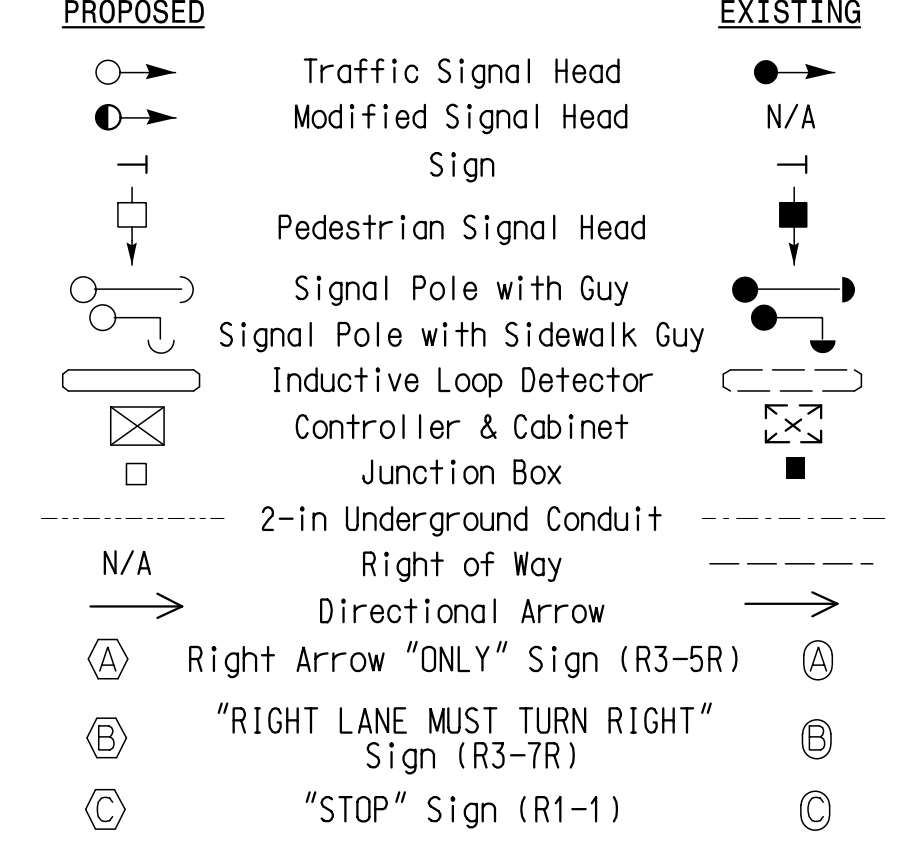 PROPOSED EXISTING
Traffic Signal Head
Modified Signal Head N/A
Sign
Pedestrian Signal Head
Signal Pole with Guy
Signal Pole with Sidewalk Guy
Inductive Loop Detector
Controller & Cabinet
Junction Box
2-in Underground Conduit
N/A Right of Way
Directional Arrow
A Right Arrow "ONLY" Sign (R3-5R) A
"RIGHT LANE MUST TURN RIGHT"
B Sign (R3-7R) B
C "STOP" Sign (R1-1) C